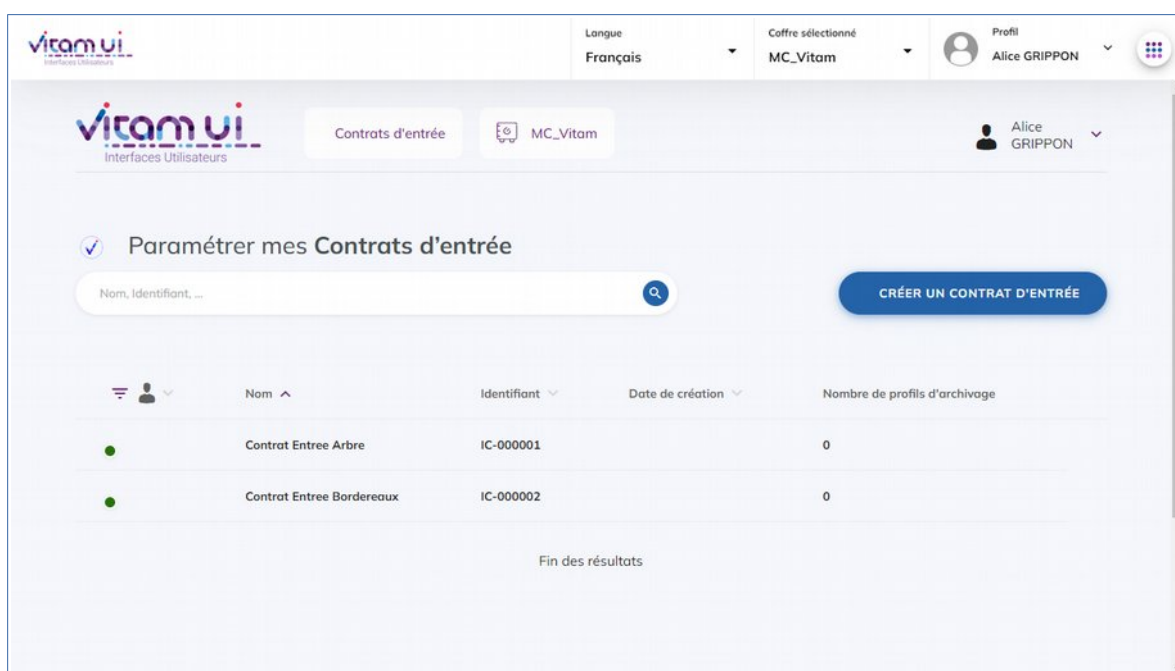 vitam ui
Interfaces Utilisateurs
Langue
Français
Coffre sélectionné
MC_Vitam
Profil
Alice GRIPPON
vitam ui
Interfaces Utilisateurs
Contrats d'entrée
MC_Vitam
Alice
GRIPPON
Paramétrer mes Contrats d’entrée
Nom, Identifiant, ...
CRÉER UN CONTRAT D'ENTRÉE
Nom Identifiant Date de création Nombre de profils d'archivage
Contrat Entree Arbre IC-000001 0
Contrat Entree Bordereaux IC-000002 0
Fin des résultats